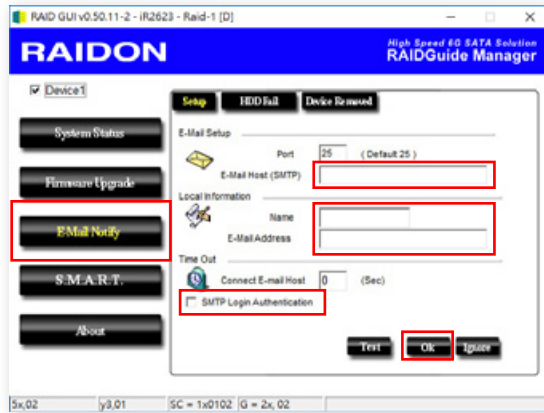 RAID GUI v0.50.11-2 - iR2623 - Raid-1 [D]
RAIDON
High Speed 6G SATA Solution
RAIDGuide Manager
Device1
Setup HDD Fail Device Removed
System Status
Firmware Upgrade
E-Mail Notify
S.M.A.R.T.
About
E-Mail Setup
Port 25 ( Default 25 )
E-Mail Host (SMTP)
Local Information
Name
E-Mail Address
Time Out
Connect E-mail Host 0 (Sec)
SMTP Login Authentication
Test Ok Ignore
5x,02 y3,01 SC = 1x0102 G = 2x, 02